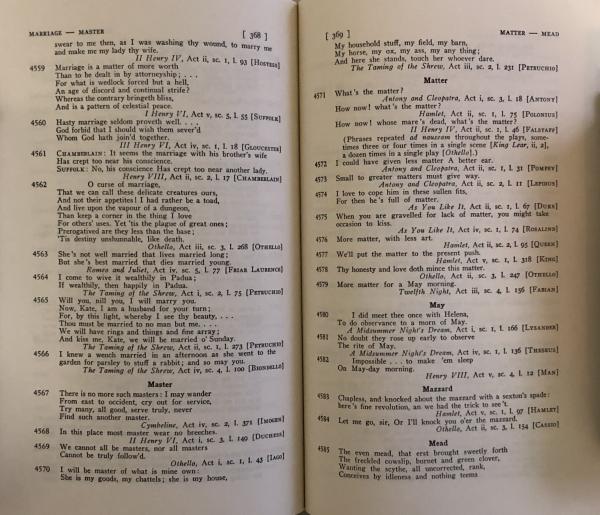 MARRIAGE — MASTER [ 368 ]
swear to me then, as I was washing thy wound, to marry me
and make me my lady thy wife.
II Henry IV, Act ii, sc. 1, l. 93 [HOSTESS]
4559 Marriage is a matter of more worth
Than to be dealt in by attorneyship; . . .
For what is wedlock forced but a hell,
An age of discord and continual strife?
Whereas the contrary bringeth bliss,
And is a pattern of celestial peace.
I Henry VI, Act v, sc. 5, l. 55 [SUFFOLK]
4560 Hasty marriage seldom proveth well. . . .
God forbid that I should wish them sever'd
Whom God hath join'd together.
III Henry VI, Act iv, sc. 1, l. 18 [GLOUCESTER]
4561 CHAMBERLAIN: It seems the marriage with his brother's wife
Has crept too near his conscience.
SUFFOLK: No, his conscience Has crept too near another lady.
Henry VIII, Act ii, sc. 2, l. 17 [CHAMBERLAIN]
4562 O curse of marriage,
That we can call these delicate creatures ours,
And not their appetites! I had rather be a toad,
And live upon the vapour of a dungeon,
Than keep a corner in the thing I love
For others' uses. Yet 'tis the plague of great ones;
Prerogatived are they less than the base;
'Tis destiny unshunnable, like death.
Othello, Act iii, sc. 3, l. 268 [OTHELLO]
4563 She's not well married that lives married long;
But she's best married that dies married young.
Romeo and Juliet, Act iv, sc. 5, l. 77 [FRIAR LAURENCE]
4564 I come to wive it wealthily in Padua;
If wealthily, then happily in Padua.
The Taming of the Shrew, Act i, sc. 2, l. 75 [PETRUCHIO]
4565 Will you, nill you, I will marry you.
Now, Kate, I am a husband for your turn;
For, by this light, whereby I see thy beauty, . . .
Thou must be married to no man but me. . . .
We will have rings and things and fine array;
And kiss me, Kate, we will be married o' Sunday.
The Taming of the Shrew, Act ii, sc. 1, l. 273 [PETRUCHIO]
4566 I knew a wench married in an afternoon as she went to the
garden for parsley to stuff a rabbit; and so may you.
The Taming of the Shrew, Act iv, sc. 4, l. 100 [BIONDELLO]
Master
4567 There is no more such masters: I may wander
From east to occident, cry out for service,
Try many, all good, serve truly, never
Find such another master.
Cymbeline, Act iv, sc. 2, l. 371 [IMOGEN]
4568 In this place most master wear no breeches.
II Henry VI, Act i, sc. 3, l. 149 [DUCHESS]
4569 We cannot all be masters, nor all masters
Cannot be truly follow'd.
Othello, Act i, sc. 1, l. 43 [IAGO]
4570 I will be master of what is mine own:
She is my goods, my chattels; she is my house,
[ 369 ] MATTER — MEAD
My household stuff, my field, my barn,
My horse, my ox, my ass, my any thing;
And here she stands, touch her whoever dare.
The Taming of the Shrew, Act iii, sc. 2, l. 231 [PETRUCHIO]
Matter
4571 What's the matter?
Antony and Cleopatra, Act i, sc. 3, l. 18 [ANTONY]
How now! what's the matter?
Hamlet, Act ii, sc. 1, l. 75 [POLONIUS]
How now! whose mare's dead, what's the matter?
II Henry IV, Act ii, sc. 1, l. 46 [FALSTAFF]
(Phrases repeated ad nauseam throughout the plays, some-
times three or four times in a single scene [King Lear, ii, 2],
a dozen times in a single play [Othello].)
4572 I could have given less matter A better ear.
Antony and Cleopatra, Act ii, sc. 1, l. 31 [POMPEY]
4573 Small to greater matters must give way.
Antony and Cleopatra, Act ii, sc. 2, l. 11 [LEPIDUS]
4574 I love to cope him in these sullen fits,
For then he's full of matter.
As You Like It, Act ii, sc. 1, l. 67 [DUKE]
4575 When you are gravelled for lack of matter, you might take
occasion to kiss.
As You Like It, Act iv, sc. 1, l. 74 [ROSALIND]
4576 More matter, with less art.
Hamlet, Act ii, sc. 2, l. 95 [QUEEN]
4577 We'll put the matter to the present push.
Hamlet, Act v, sc. 1, l. 318 [KING]
4578 Thy honesty and love doth mince this matter.
Othello, Act ii, sc. 3, l. 247 [OTHELLO]
4579 More matter for a May morning.
Twelfth Night, Act iii, sc. 4, l. 156 [FABIAN]
May
4580 I did meet thee once with Helena,
To do observance to a morn of May.
A Midsummer Night's Dream, Act i, sc. 1, l. 166 [LYSANDER]
4581 No doubt they rose up early to observe
The rite of May.
A Midsummer Night's Dream, Act iv, sc. 1, l. 136 [THESEUS]
4582 Impossible . . . to make 'em sleep
On May-day morning.
Henry VIII, Act v, sc. 4, l. 12 [MAN]
Mazzard
4583 Chapless, and knocked about the mazzard with a sexton's spade:
here's fine revolution, an we had the trick to see't.
Hamlet, Act v, sc. 1, l. 97 [HAMLET]
4584 Let me go, sir, Or I'll knock you o'er the mazzard.
Othello, Act ii, sc. 3, l. 154 [CASSIO]
Mead
4585 The even mead, that erst brought sweetly forth
The freckled cowslip, burnet and green clover,
Wanting the scythe, all uncorrected, rank,
Conceives by idleness and nothing teems